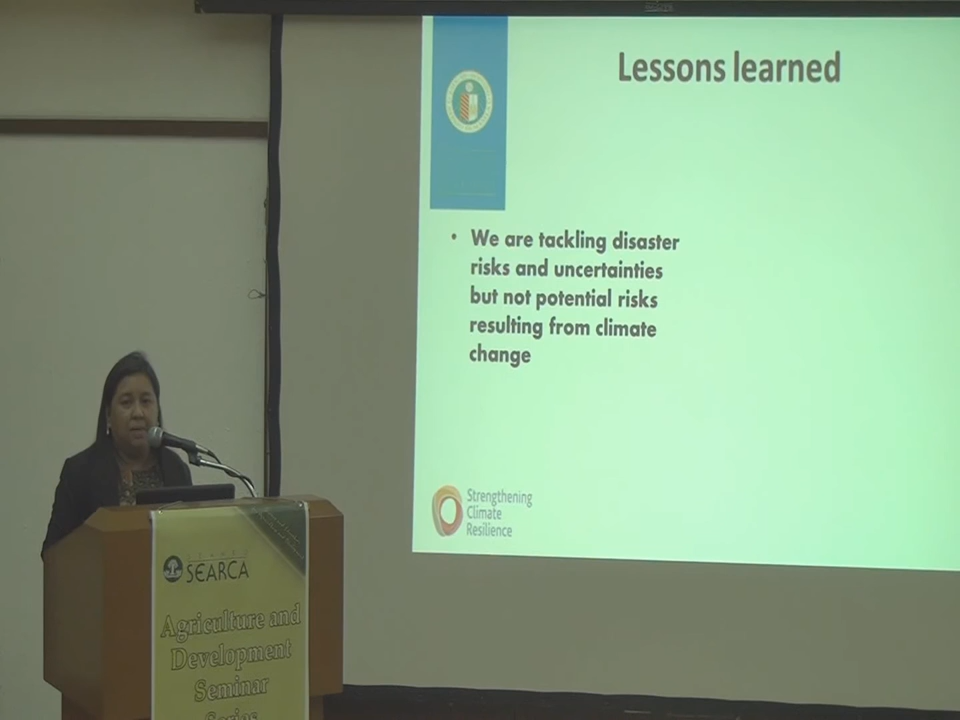 Lessons learned
• We are tackling disaster
risks and uncertainties
but not potential risks
resulting from climate
change
Strengthening
Climate
Resilience
SEARCA
Agriculture and
Development
Seminar
Series